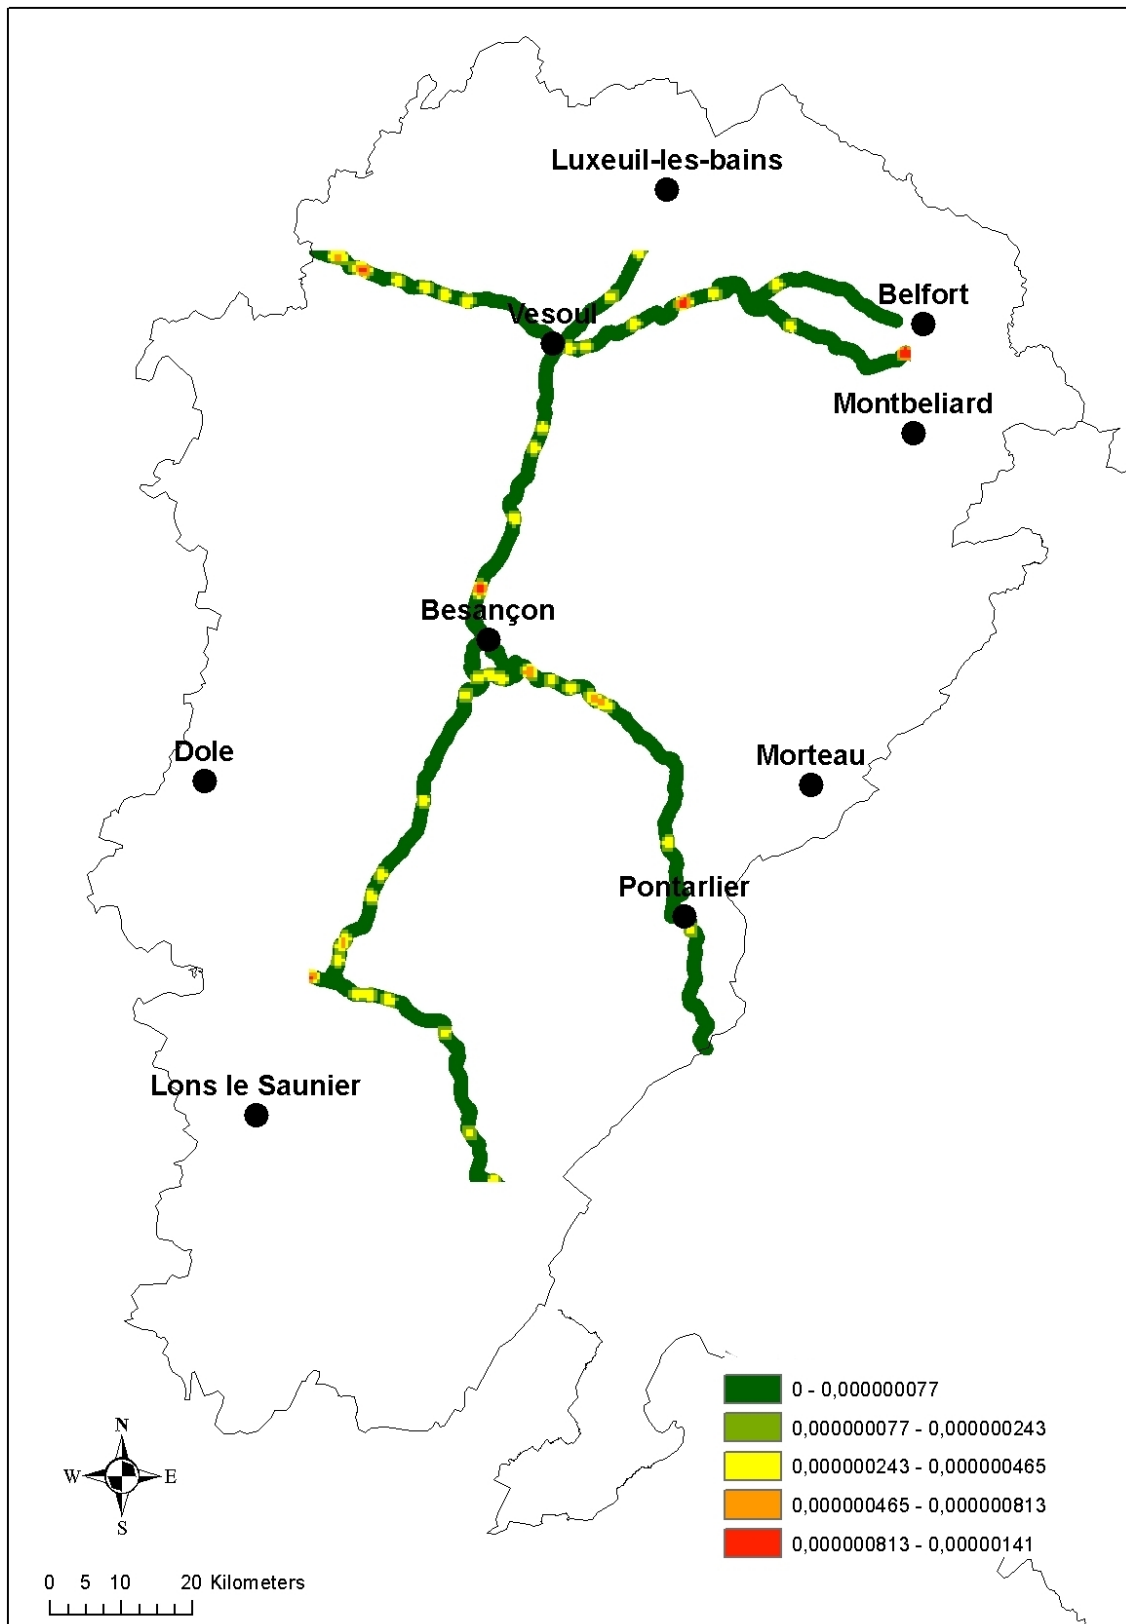 Luxeuil-les-bains
Belfort
Vesoul
Montbeliard
Besançon
Dole
Morteau
Pontarlier
Lons le Saunier
0 - 0,000000077
0,000000077 - 0,000000243
0,000000243 - 0,000000465
0,000000465 - 0,000000813
0,000000813 - 0,00000141
N
W E
S
0 5 10 20 Kilometers